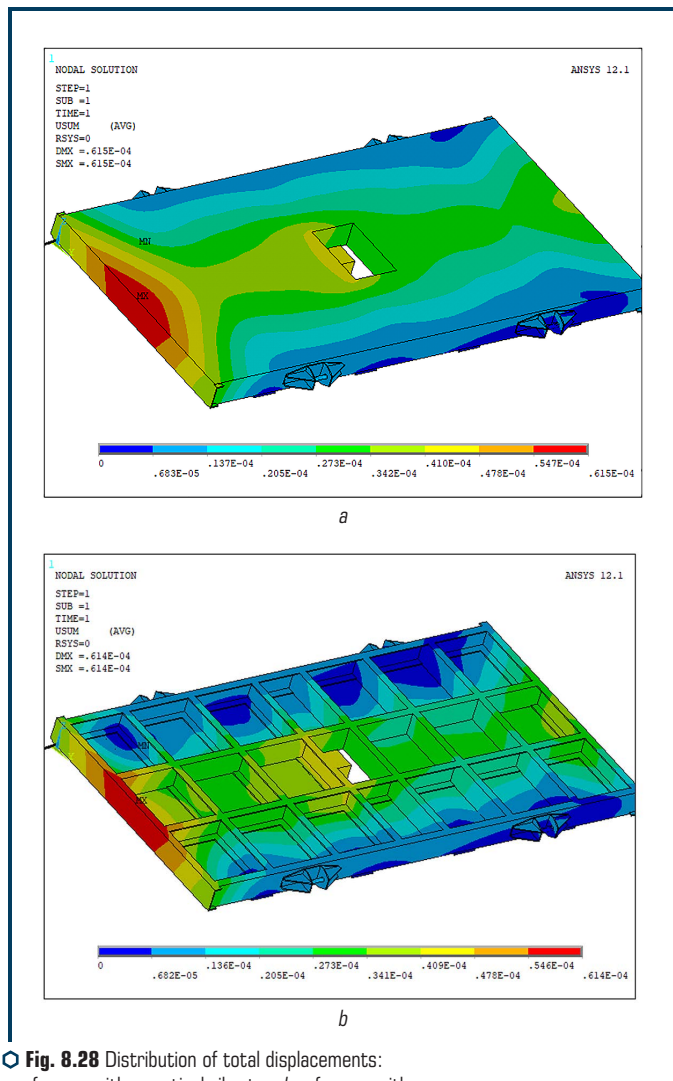 1
NODAL SOLUTION
ANSYS 12.1
STEP=1
SUB =1
TIME=1
USUM (AVG)
RSYS=0
DMX =.615E-04
SMX =.615E-04
MN
MX
0 .137E-04 .273E-04 .410E-04 .547E-04
.683E-05 .205E-04 .342E-04 .478E-04 .615E-04
a
1
NODAL SOLUTION
ANSYS 12.1
STEP=1
SUB =1
TIME=1
USUM (AVG)
RSYS=0
DMX =.614E-04
SMX =.614E-04
MN
MX
0 .136E-04 .273E-04 .409E-04 .546E-04
.682E-05 .205E-04 .341E-04 .478E-04 .614E-04
b
Fig. 8.28 Distribution of total displacements: